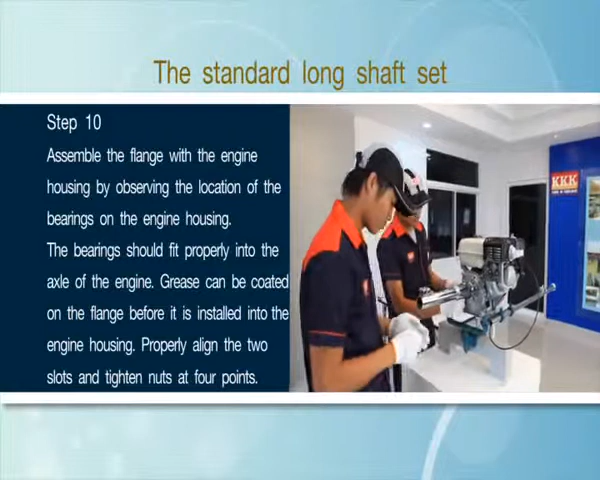 The standard long shaft set
Step 10
Assemble the flange with the engine
housing by observing the location of the
bearings on the engine housing.
The bearings should fit properly into the
axle of the engine. Grease can be coated
on the flange before it is installed into the
engine housing. Properly align the two
slots and tighten nuts at four points.
KKK